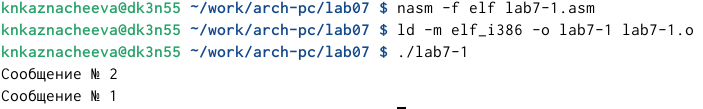 knkaznacheeva@dk3n55 ~/work/arch-pc/lab07 $ nasm -f elf lab7-1.asm
knkaznacheeva@dk3n55 ~/work/arch-pc/lab07 $ ld -m elf_i386 -o lab7-1 lab7-1.o
knkaznacheeva@dk3n55 ~/work/arch-pc/lab07 $ ./lab7-1
Сообщение № 2
Сообщение № 1